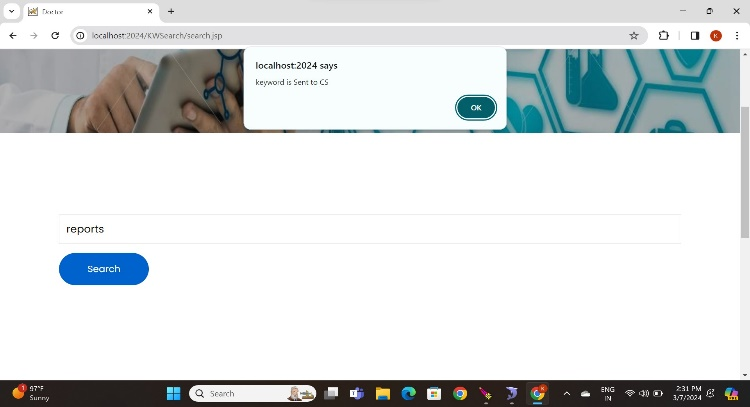 Doctor
localhost:2024/KWSearch/search.jsp
K
localhost:2024 says
keyword is Sent to CS
OK
reports
Search
1
97°F
Sunny
Search
ENG
IN
2:31 PM
3/7/2024